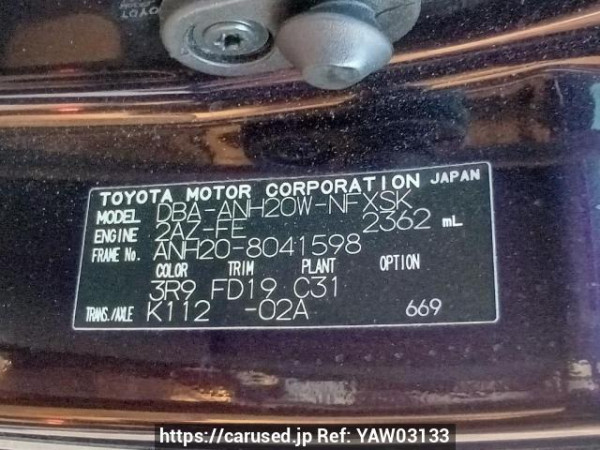 TOYOTA MOTOR CORPORATION JAPAN
MODEL DBA-ANH20W-NFXSK
ENGINE 2AZ-FE 2362 mL
FRAME No. ANH20-8041598
COLOR TRIM PLANT OPTION
3R9 FD19 C31
TRANS./AXLE K112 -02A 669
https://carused.jp Ref: YAW03133